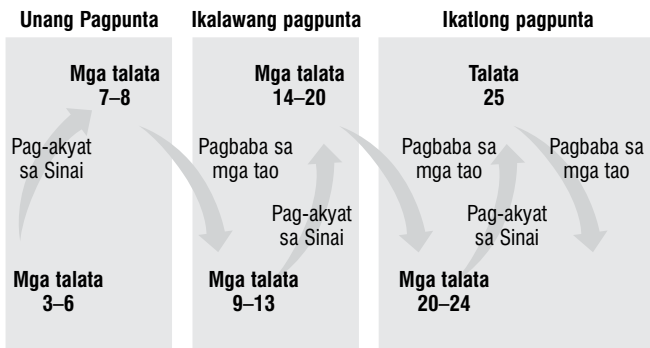 Unang Pagpunta
Ikalawang pagpunta
Ikatlong pagpunta
Mga talata
7–8
Mga talata
14–20
Talata
25
Pag-akyat
sa Sinai
Pagbaba sa
mga tao
Pagbaba sa
mga tao
Pagbaba sa
mga tao
Pag-akyat
sa Sinai
Pag-akyat
sa Sinai
Mga talata
3–6
Mga talata
9–13
Mga talata
20–24